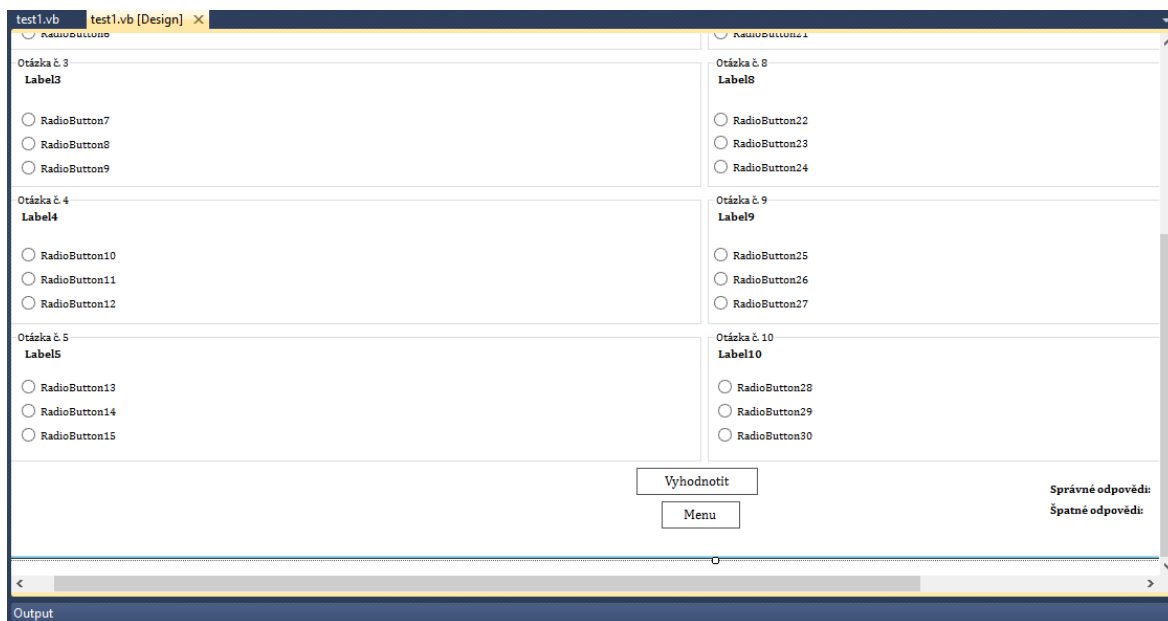 test1.vb
test1.vb [Design]
RadioButton6
RadioButton21
Otázka č. 3
Label3
RadioButton7
RadioButton8
RadioButton9
Otázka č. 8
Label8
RadioButton22
RadioButton23
RadioButton24
Otázka č. 4
Label4
RadioButton10
RadioButton11
RadioButton12
Otázka č. 9
Label9
RadioButton25
RadioButton26
RadioButton27
Otázka č. 5
Label5
RadioButton13
RadioButton14
RadioButton15
Otázka č. 10
Label10
RadioButton28
RadioButton29
RadioButton30
Vyhodnotit
Menu
Správné odpovědi:
Špatné odpovědi:
Output